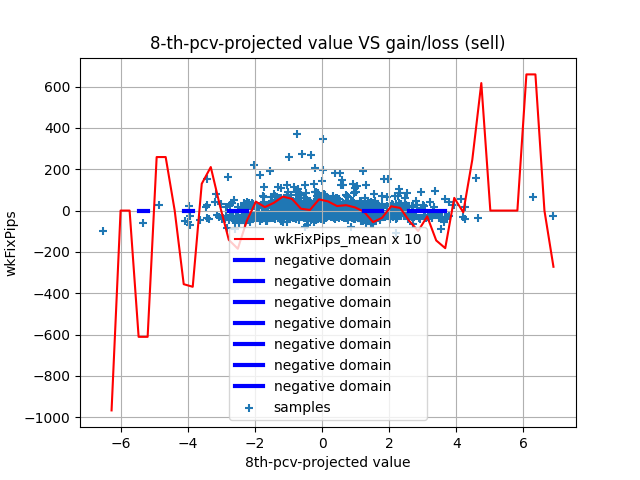 8-th-pcv-projected value VS gain/loss (sell)
600
400
200
0
−200
−400
−600
−800
−1000
wkFixPips
wkFixPips_mean x 10
negative domain
negative domain
negative domain
negative domain
negative domain
negative domain
negative domain
samples
−6 −4 −2 0 2 4 6
8th-pcv-projected value